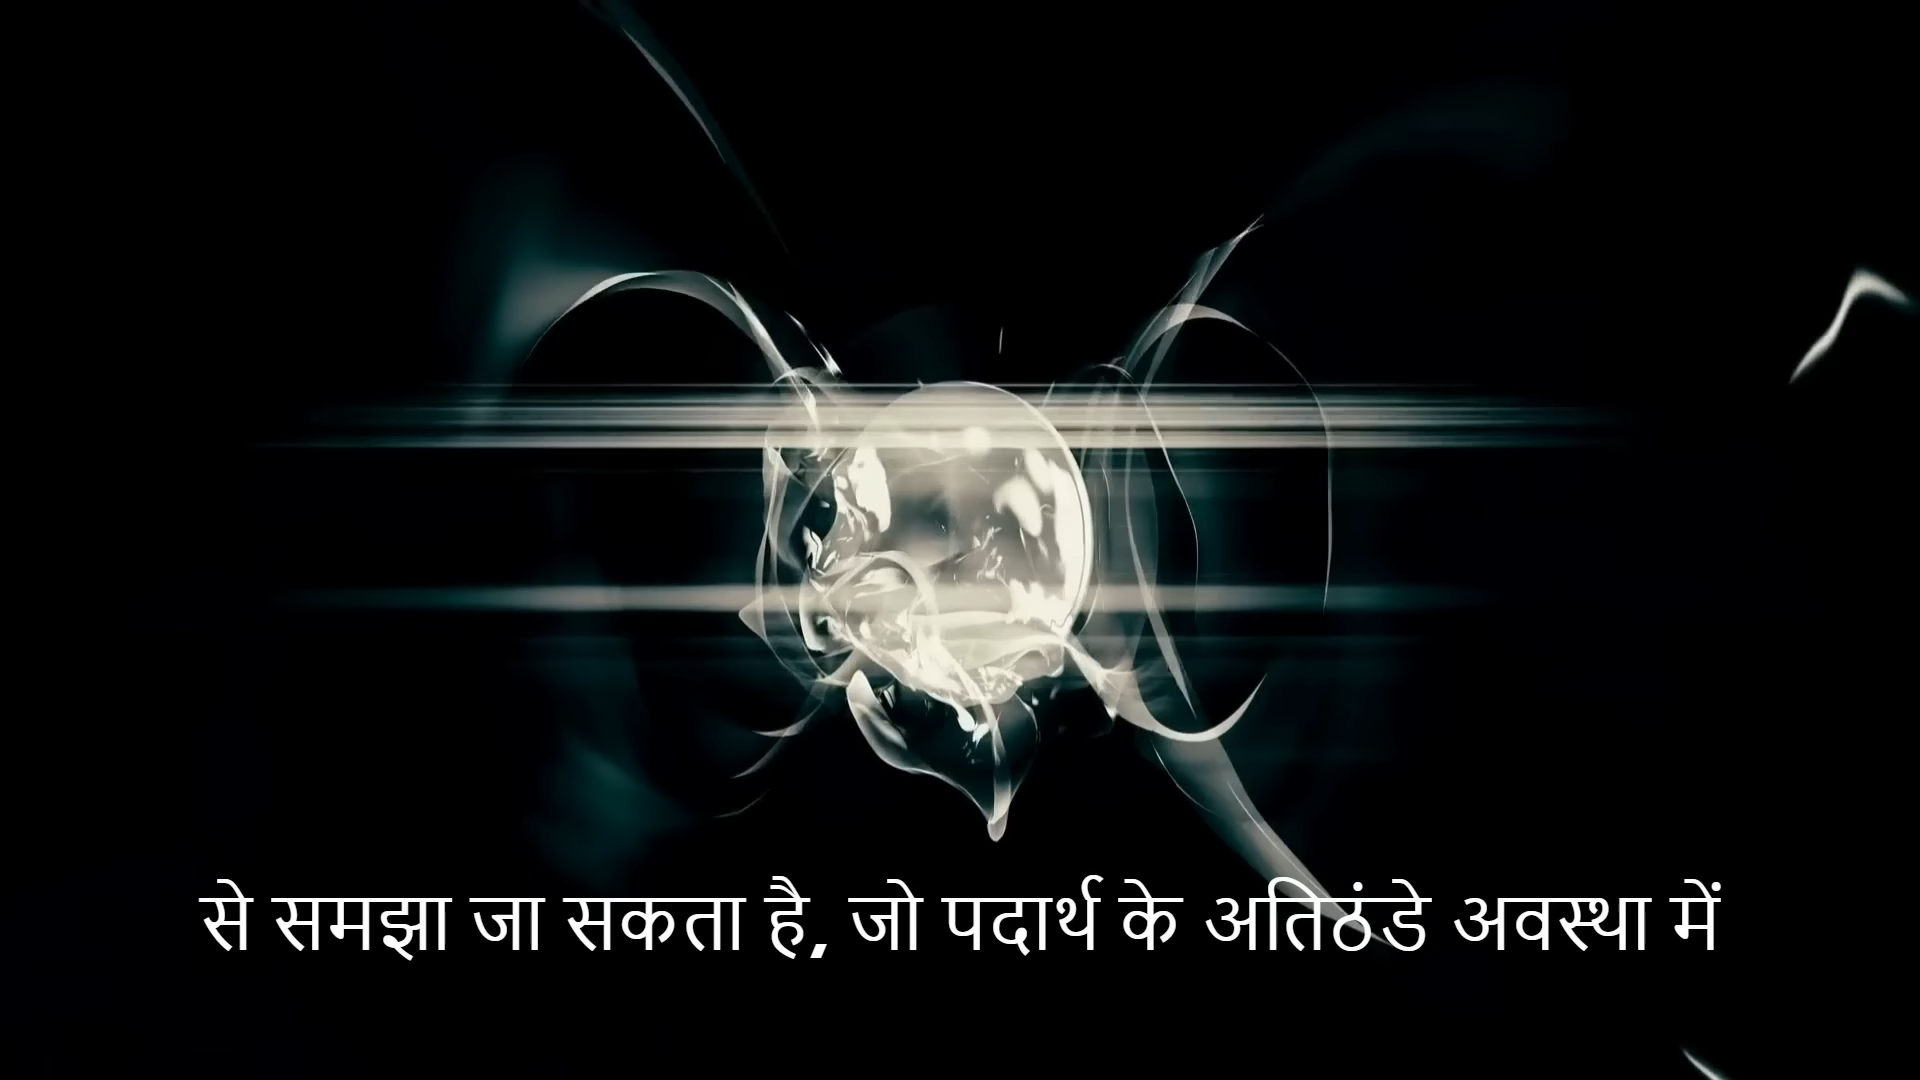 से समझा जा सकता है, जो पदार्थ के अतिठंडे अवस्था में